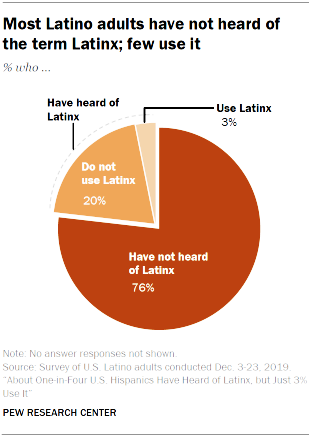 Most Latino adults have not heard of
the term Latinx; few use it
% who ...
Have heard of
Latinx
Use Latinx
3%
Do not
use Latinx
20%
Have not heard
of Latinx
76%
Note: No answer responses not shown.
Source: Survey of U.S. Latino adults conducted Dec. 3-23, 2019.
"About One-in-Four U.S. Hispanics Have Heard of Latinx, but Just 3%
Use It"
PEW RESEARCH CENTER